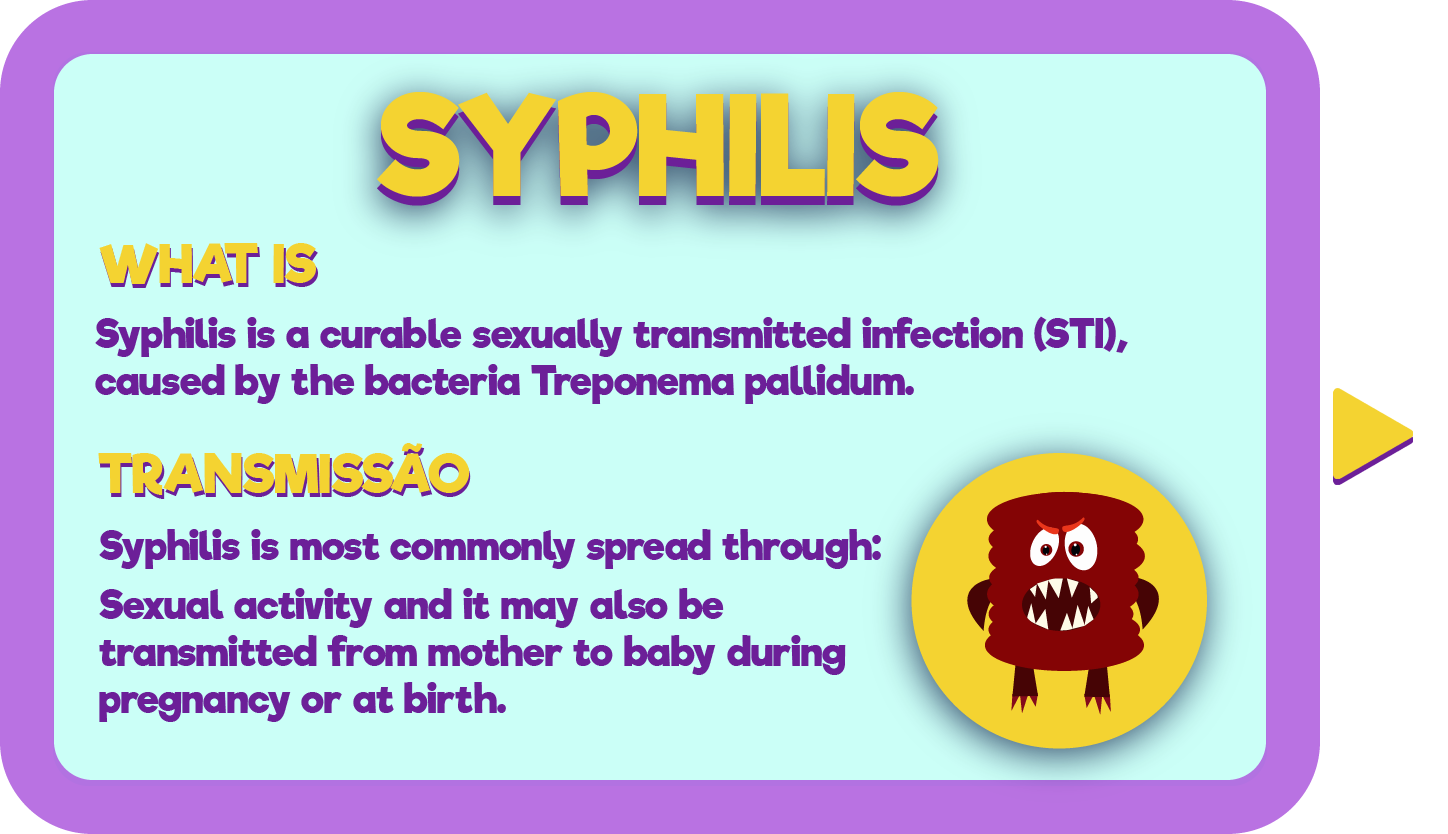 SYPHILIS
WHAT IS
Syphilis is a curable sexually transmitted infection (STI),
caused by the bacteria Treponema pallidum.
TRANSMISSÃO
Syphilis is most commonly spread through:
Sexual activity and it may also be
transmitted from mother to baby during
pregnancy or at birth.